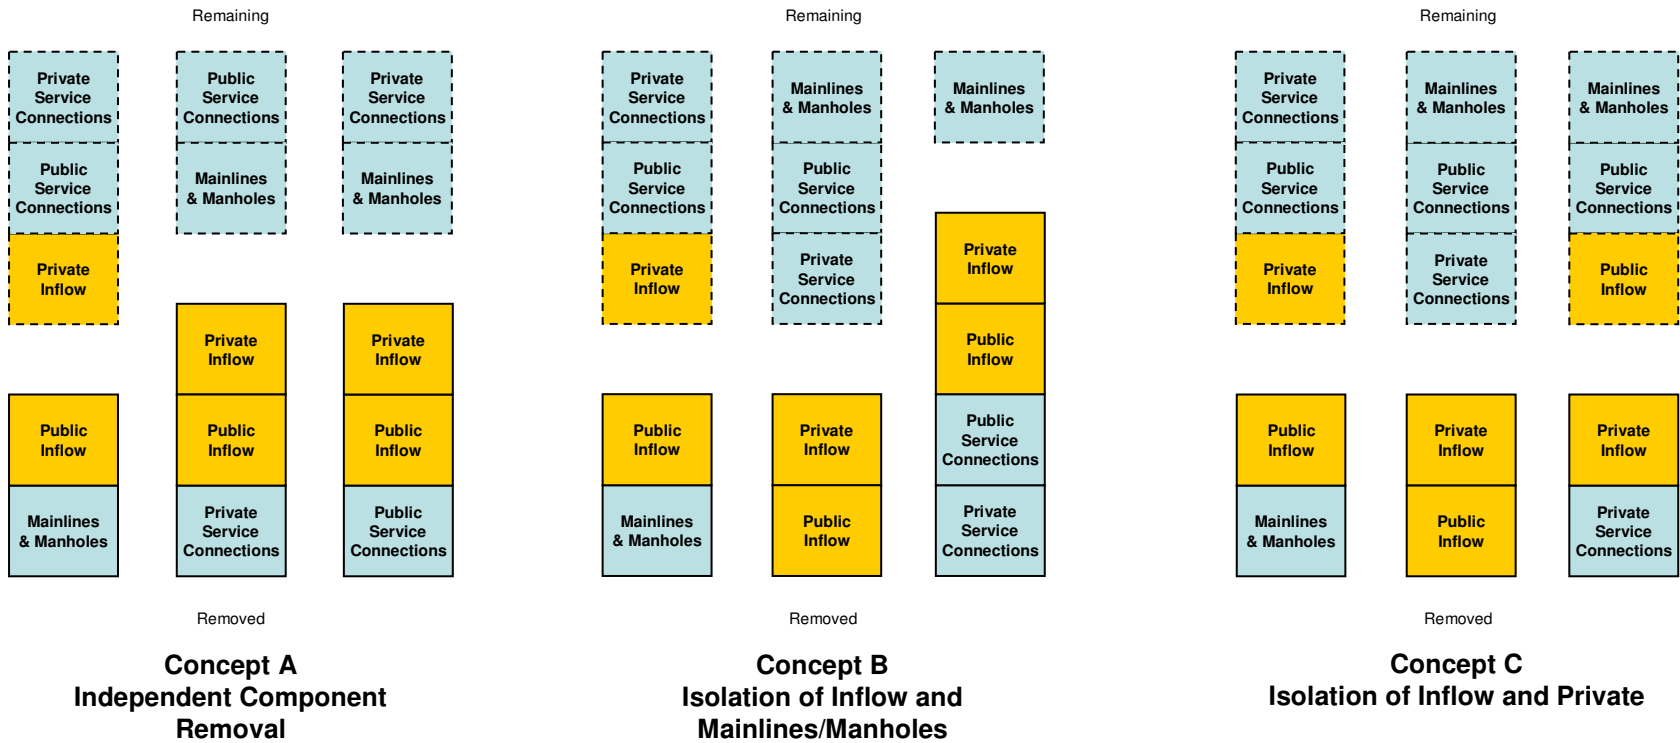 Remaining
Private
Service
Connections
Public
Service
Connections
Private
Inflow
Public
Inflow
Mainlines
& Manholes
Public
Service
Connections
Mainlines
& Manholes
Private
Inflow
Public
Inflow
Private
Service
Connections
Private
Service
Connections
Mainlines
& Manholes
Private
Inflow
Public
Inflow
Public
Service
Connections
Removed
Concept A
Independent Component
Removal
Remaining
Private
Service
Connections
Public
Service
Connections
Private
Inflow
Public
Inflow
Mainlines
& Manholes
Mainlines
& Manholes
Public
Service
Connections
Private
Service
Connections
Private
Inflow
Public
Inflow
Mainlines
& Manholes
Private
Inflow
Public
Inflow
Public
Service
Connections
Private
Service
Connections
Removed
Concept B
Isolation of Inflow and
Mainlines/Manholes
Remaining
Private
Service
Connections
Public
Service
Connections
Private
Inflow
Public
Inflow
Mainlines
& Manholes
Mainlines
& Manholes
Public
Service
Connections
Private
Service
Connections
Private
Inflow
Public
Inflow
Mainlines
& Manholes
Public
Service
Connections
Public
Inflow
Private
Inflow
Private
Service
Connections
Removed
Concept C
Isolation of Inflow and Private